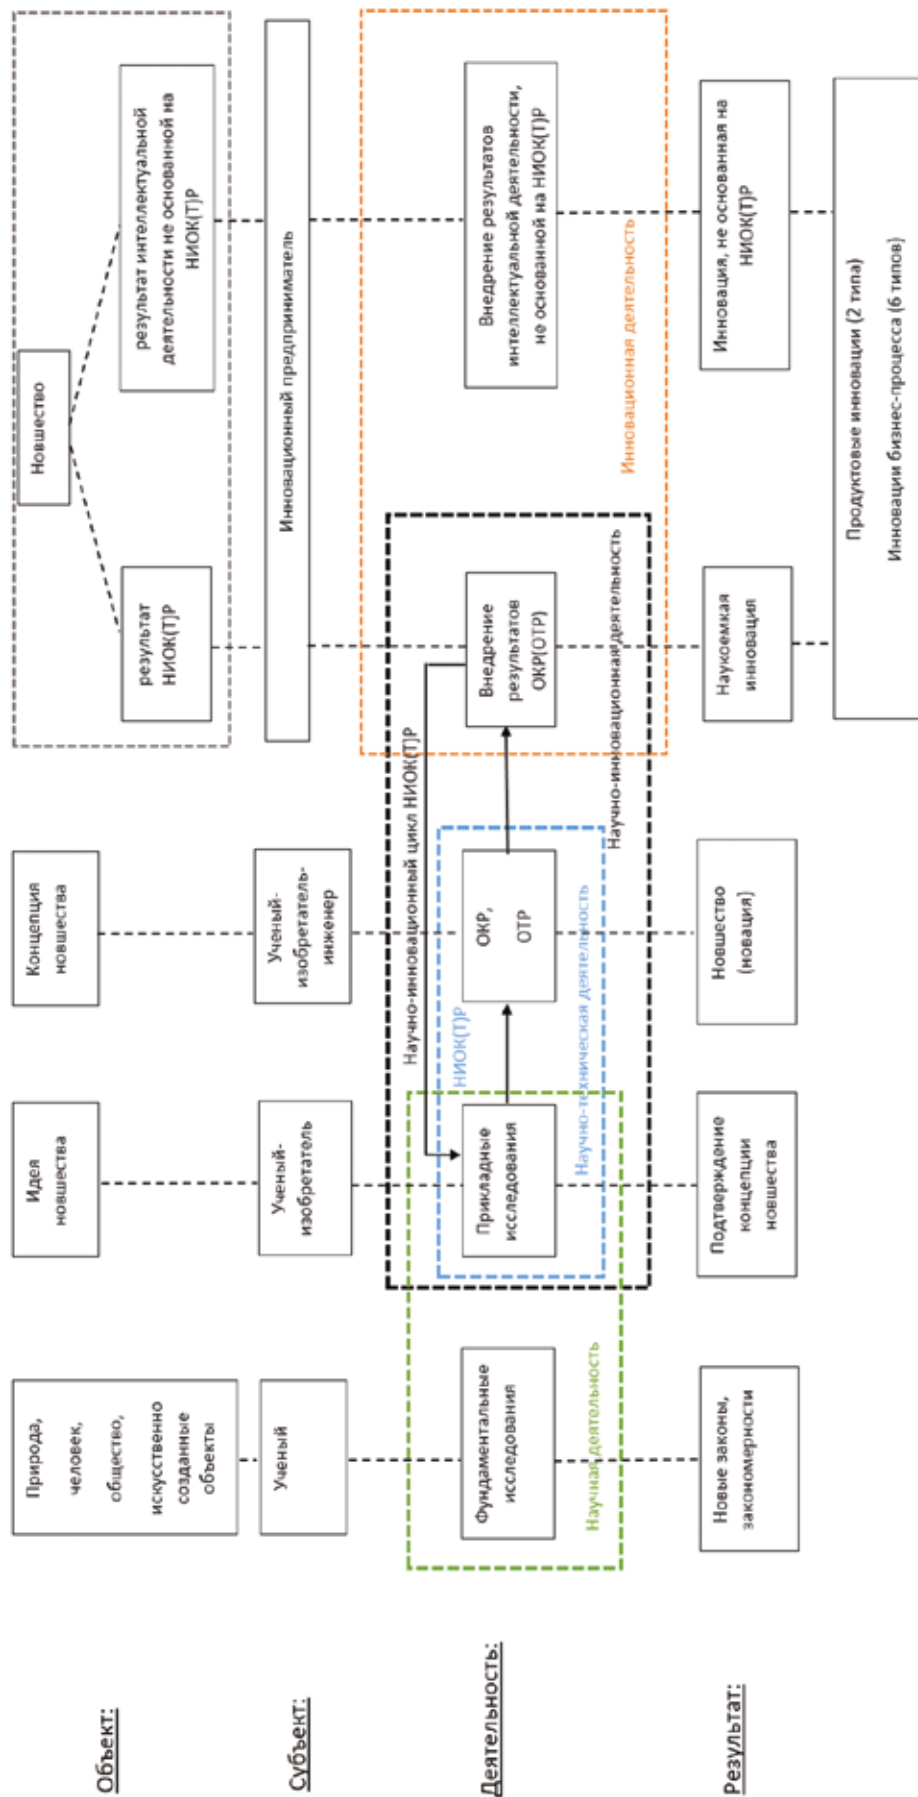 Объект:
Природа,
человек,
общество,
искусственно
созданные
объекты
Идея
новшества
Концепция
новшества
Новшество
результат
НИОК(Т)Р
результат интеллектуальной
деятельности не основанной на
НИОК(Т)Р
Субъект:
Ученый
Ученый-
изобретатель
Ученый-
изобретатель-
инженер
Инновационный предприниматель
Деятельность:
Фундаментальные
исследования
Научная деятельность
Прикладные
исследования
НИОК(Т)Р
Научно-техническая деятельность
ОКР,
ОТР
Научно-инновационный цикл НИОК(Т)Р
Внедрение
результатов
ОКР(ОТР)
Научно-инновационная деятельность
Внедрение результатов
интеллектуальной деятельности,
не основанной на НИОК(Т)Р
Инновационная деятельность
Результат:
Новые законы,
закономерности
Подтверждение
концепции
новшества
Новшество
(новация)
Наукоемкая
инновация
Инновация, не основанная на
НИОК(Т)Р
Продуктовые инновации (2 типа)
Инновации бизнес-процесса (6 типов)